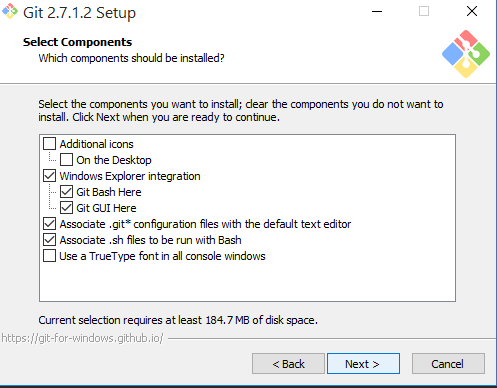 Git 2.7.1.2 Setup
Select Components
Which components should be installed?
Select the components you want to install; clear the components you do not want to
install. Click Next when you are ready to continue.
Additional icons
On the Desktop
Windows Explorer integration
Git Bash Here
Git GUI Here
Associate .git* configuration files with the default text editor
Associate .sh files to be run with Bash
Use a TrueType font in all console windows
Current selection requires at least 184.7 MB of disk space.
https://git-for-windows.github.io/
< Back
Next >
Cancel